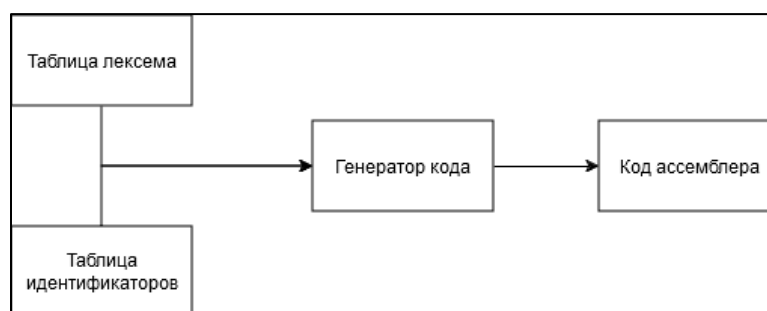 Таблица лексема
Генератор кода
Код ассемблера
Таблица
идентификаторов